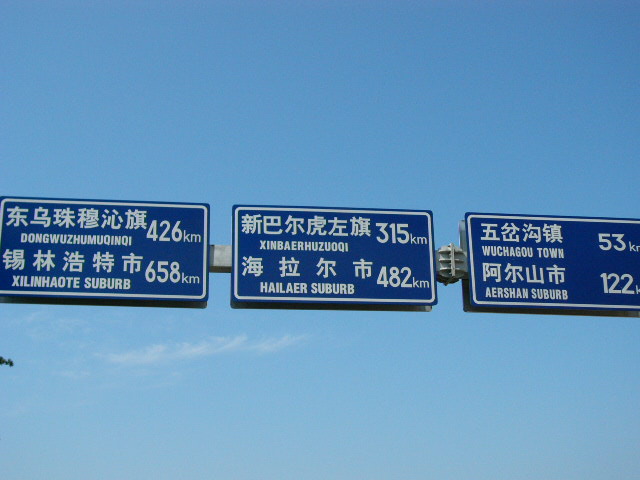 东乌珠穆沁旗 426km
DONGWUZHUMUQINQI
锡林浩特市 658km
XILINHAOTE SUBURB
新巴尔虎左旗 315km
XINBAERHUZUOQI
海拉尔市 482km
HAILAER SUBURB
五岔沟镇 53km
WUCHAGOU TOWN
阿尔山市 122k
AERSHAN SUBURB